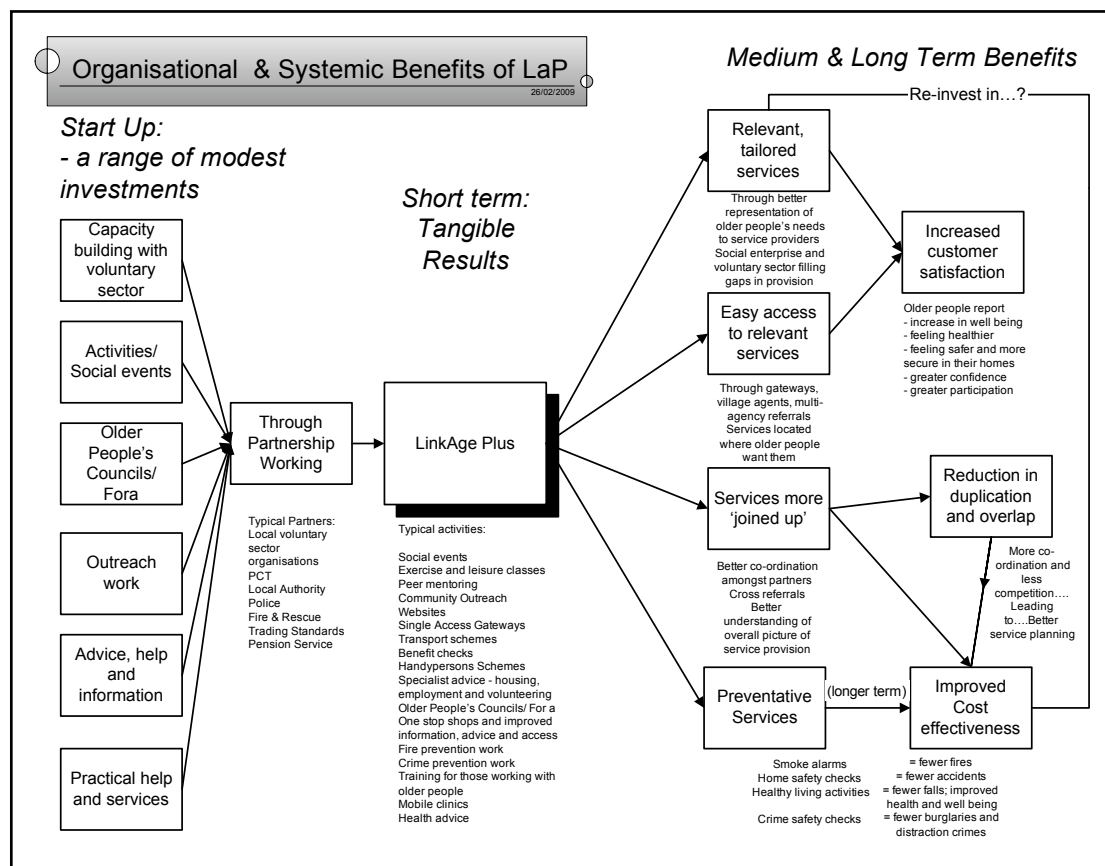 Organisational & Systemic Benefits of LaP
26/02/2009
Medium & Long Term Benefits
Re-invest in…?
Start Up:
- a range of modest
investments
Short term:
Tangible
Results
Capacity
building with
voluntary
sector
Activities/
Social events
Older
People's
Councils/
Fora
Outreach
work
Advice, help
and
information
Practical help
and services
Through
Partnership
Working
Typical Partners:
Local voluntary
sector
organisations
PCT
Local Authority
Police
Fire & Rescue
Trading Standards
Pension Service
LinkAge Plus
Typical activities:
Social events
Exercise and leisure classes
Peer mentoring
Community Outreach
Websites
Single Access Gateways
Transport schemes
Benefit checks
Handypersons Schemes
Specialist advice - housing,
employment and volunteering
Older People's Councils/ For a
One stop shops and improved
information, advice and access
Fire prevention work
Crime prevention work
Training for those working with
older people
Mobile clinics
Health advice
Relevant,
tailored
services
Through better
representation of
older people's needs
to service providers
Social enterprise and
voluntary sector filling
gaps in provision
Easy access
to relevant
services
Through gateways,
village agents, multi-
agency referrals
Services located
where older people
want them
Increased
customer
satisfaction
Older people report
- increase in well being
- feeling healthier
- feeling safer and more
secure in their homes
- greater confidence
- greater participation
Services more
'joined up'
Better co-ordination
amongst partners
Cross referrals
Better
understanding of
overall picture of
service provision
Reduction in
duplication
and overlap
More co-
ordination and
less
competition….
Leading
to….Better
service planning
Preventative
Services
(longer term)
Improved
Cost
effectiveness
Smoke alarms
Home safety checks
Healthy living activities
Crime safety checks
= fewer fires
= fewer accidents
= fewer falls; improved
health and well being
= fewer burglaries and
distraction crimes